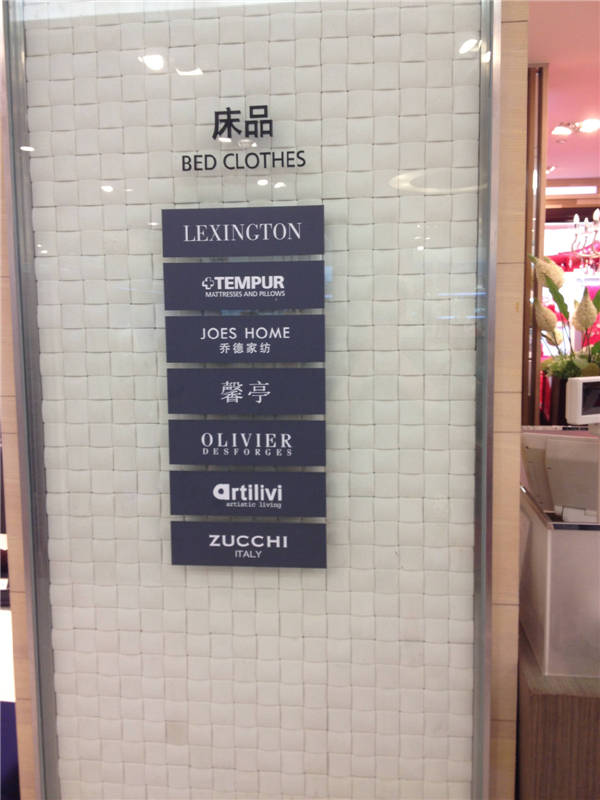 床品
BED CLOTHES
LEXINGTON
TEMPUR
MATTRESSES AND PILLOWS
JOES HOME
乔德家纺
馨亭
OLIVIER
DESFORGES
artilivi
artistic living
ZUCCHI
ITALY